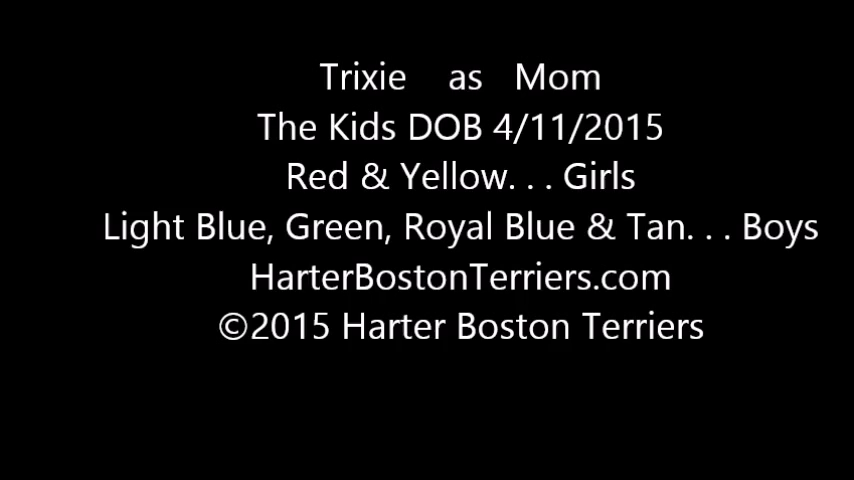 Trixie as Mom
The Kids DOB 4/11/2015
Red & Yellow. . . Girls
Light Blue, Green, Royal Blue & Tan. . . Boys
HarterBostonTerriers.com
©2015 Harter Boston Terriers